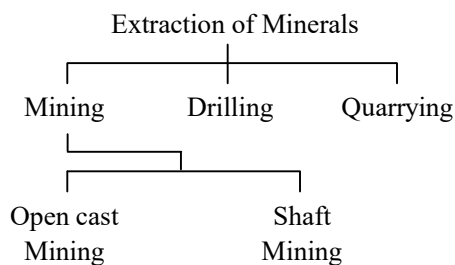 Extraction of Minerals
Mining Drilling Quarrying
Open cast Shaft
Mining Mining